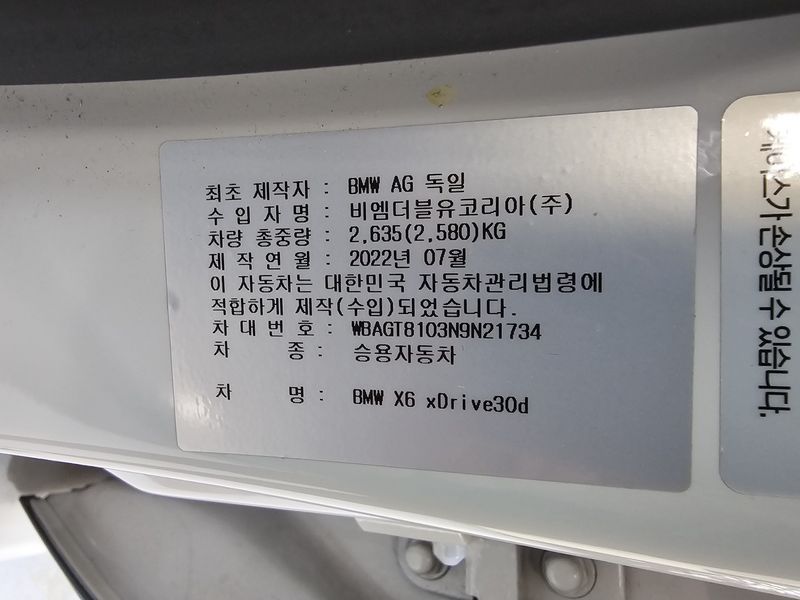 최초 제작자 : BMW AG 독일
수 입 자 명 : 비엠더블유코리아(주)
차량 총중량 : 2,635(2,580)KG
제 작 연 월 : 2022년 07월
이 자동차는 대한민국 자동차관리법령에
적합하게 제작(수입)되었습니다.
차 대 번 호 : WBAGT8103N9N21734
차 종 : 승용자동차
차 명 : BMW X6 xDrive30d
손상될 수 있습니다.